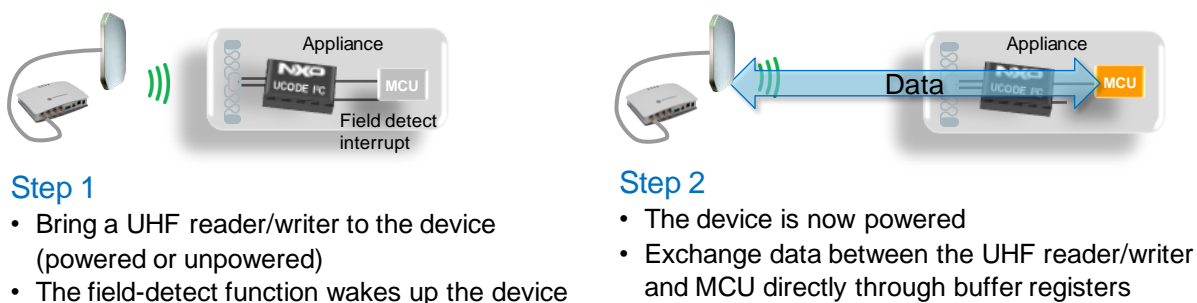 Appliance
NXP
UCODE I²C
MCU
Field detect
interrupt
Step 1
• Bring a UHF reader/writer to the device
(powered or unpowered)
• The field-detect function wakes up the device
Appliance
NXP
UCODE I²C
Data
MCU
Step 2
• The device is now powered
• Exchange data between the UHF reader/writer
and MCU directly through buffer registers